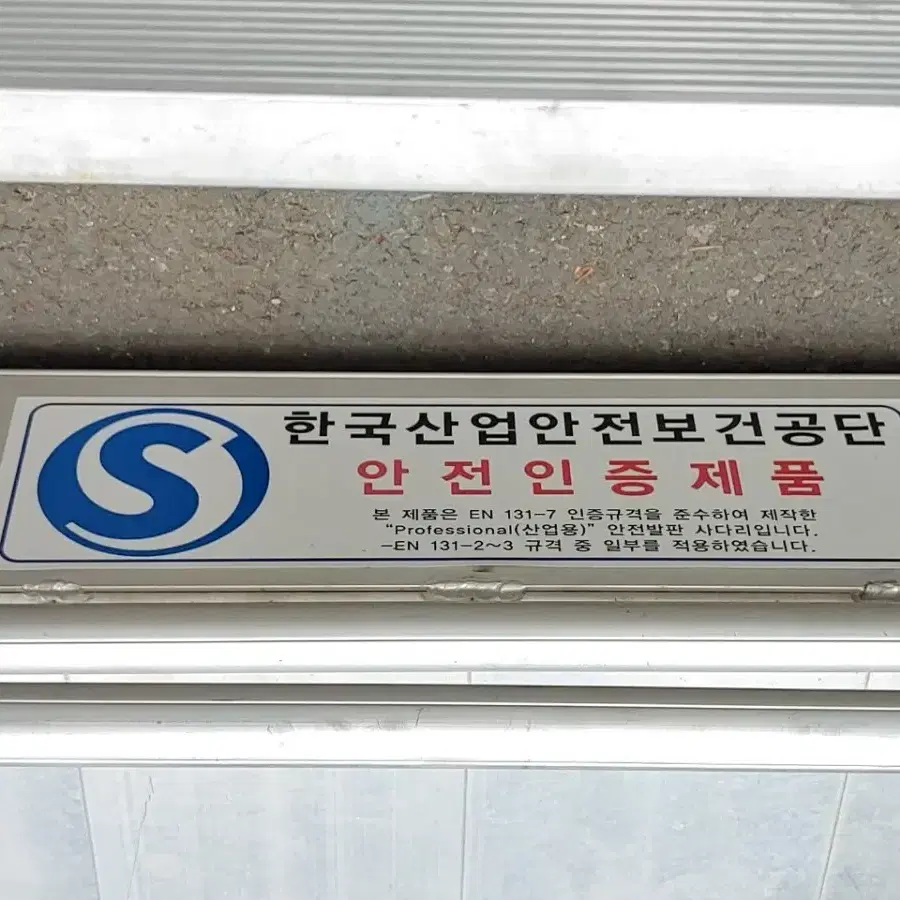 S
한국산업안전보건공단
안전인증제품
본 제품은 EN 131-7 인증규격을 준수하여 제작한
“Professional(산업용)” 안전발판 사다리입니다.
-EN 131-2~3 규격 중 일부를 적용하였습니다.